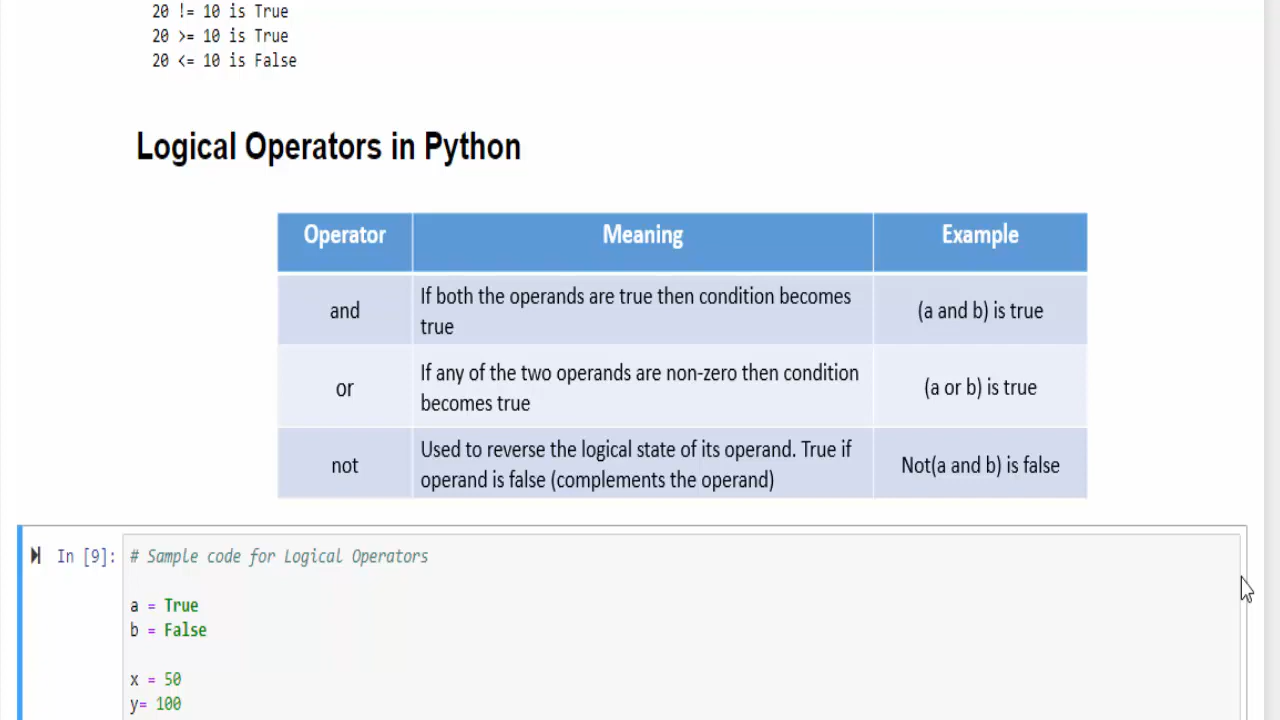 20 != 10 is True
20 >= 10 is True
20 <= 10 is False
Logical Operators in Python
Operator Meaning Example
and If both the operands are true then condition becomes true (a and b) is true
or If any of the two operands are non-zero then condition becomes true (a or b) is true
not Used to reverse the logical state of its operand. True if operand is false (complements the operand) Not(a and b) is false
In [9]: # Sample code for Logical Operators
a = True
b = False
x = 50
y= 100